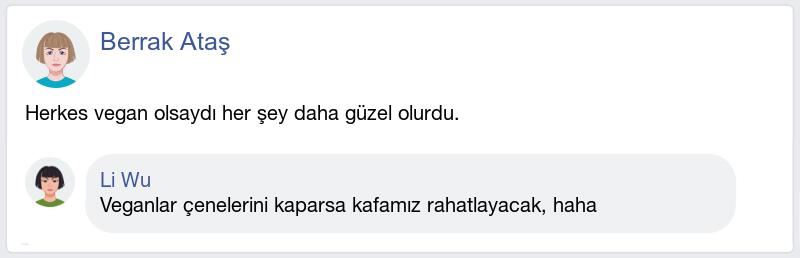 Berrak Ataş
Herkes vegan olsaydı her şey daha güzel olurdu.
Li Wu
Veganlar çenelerini kaparsa kafamız rahatlayacak, haha